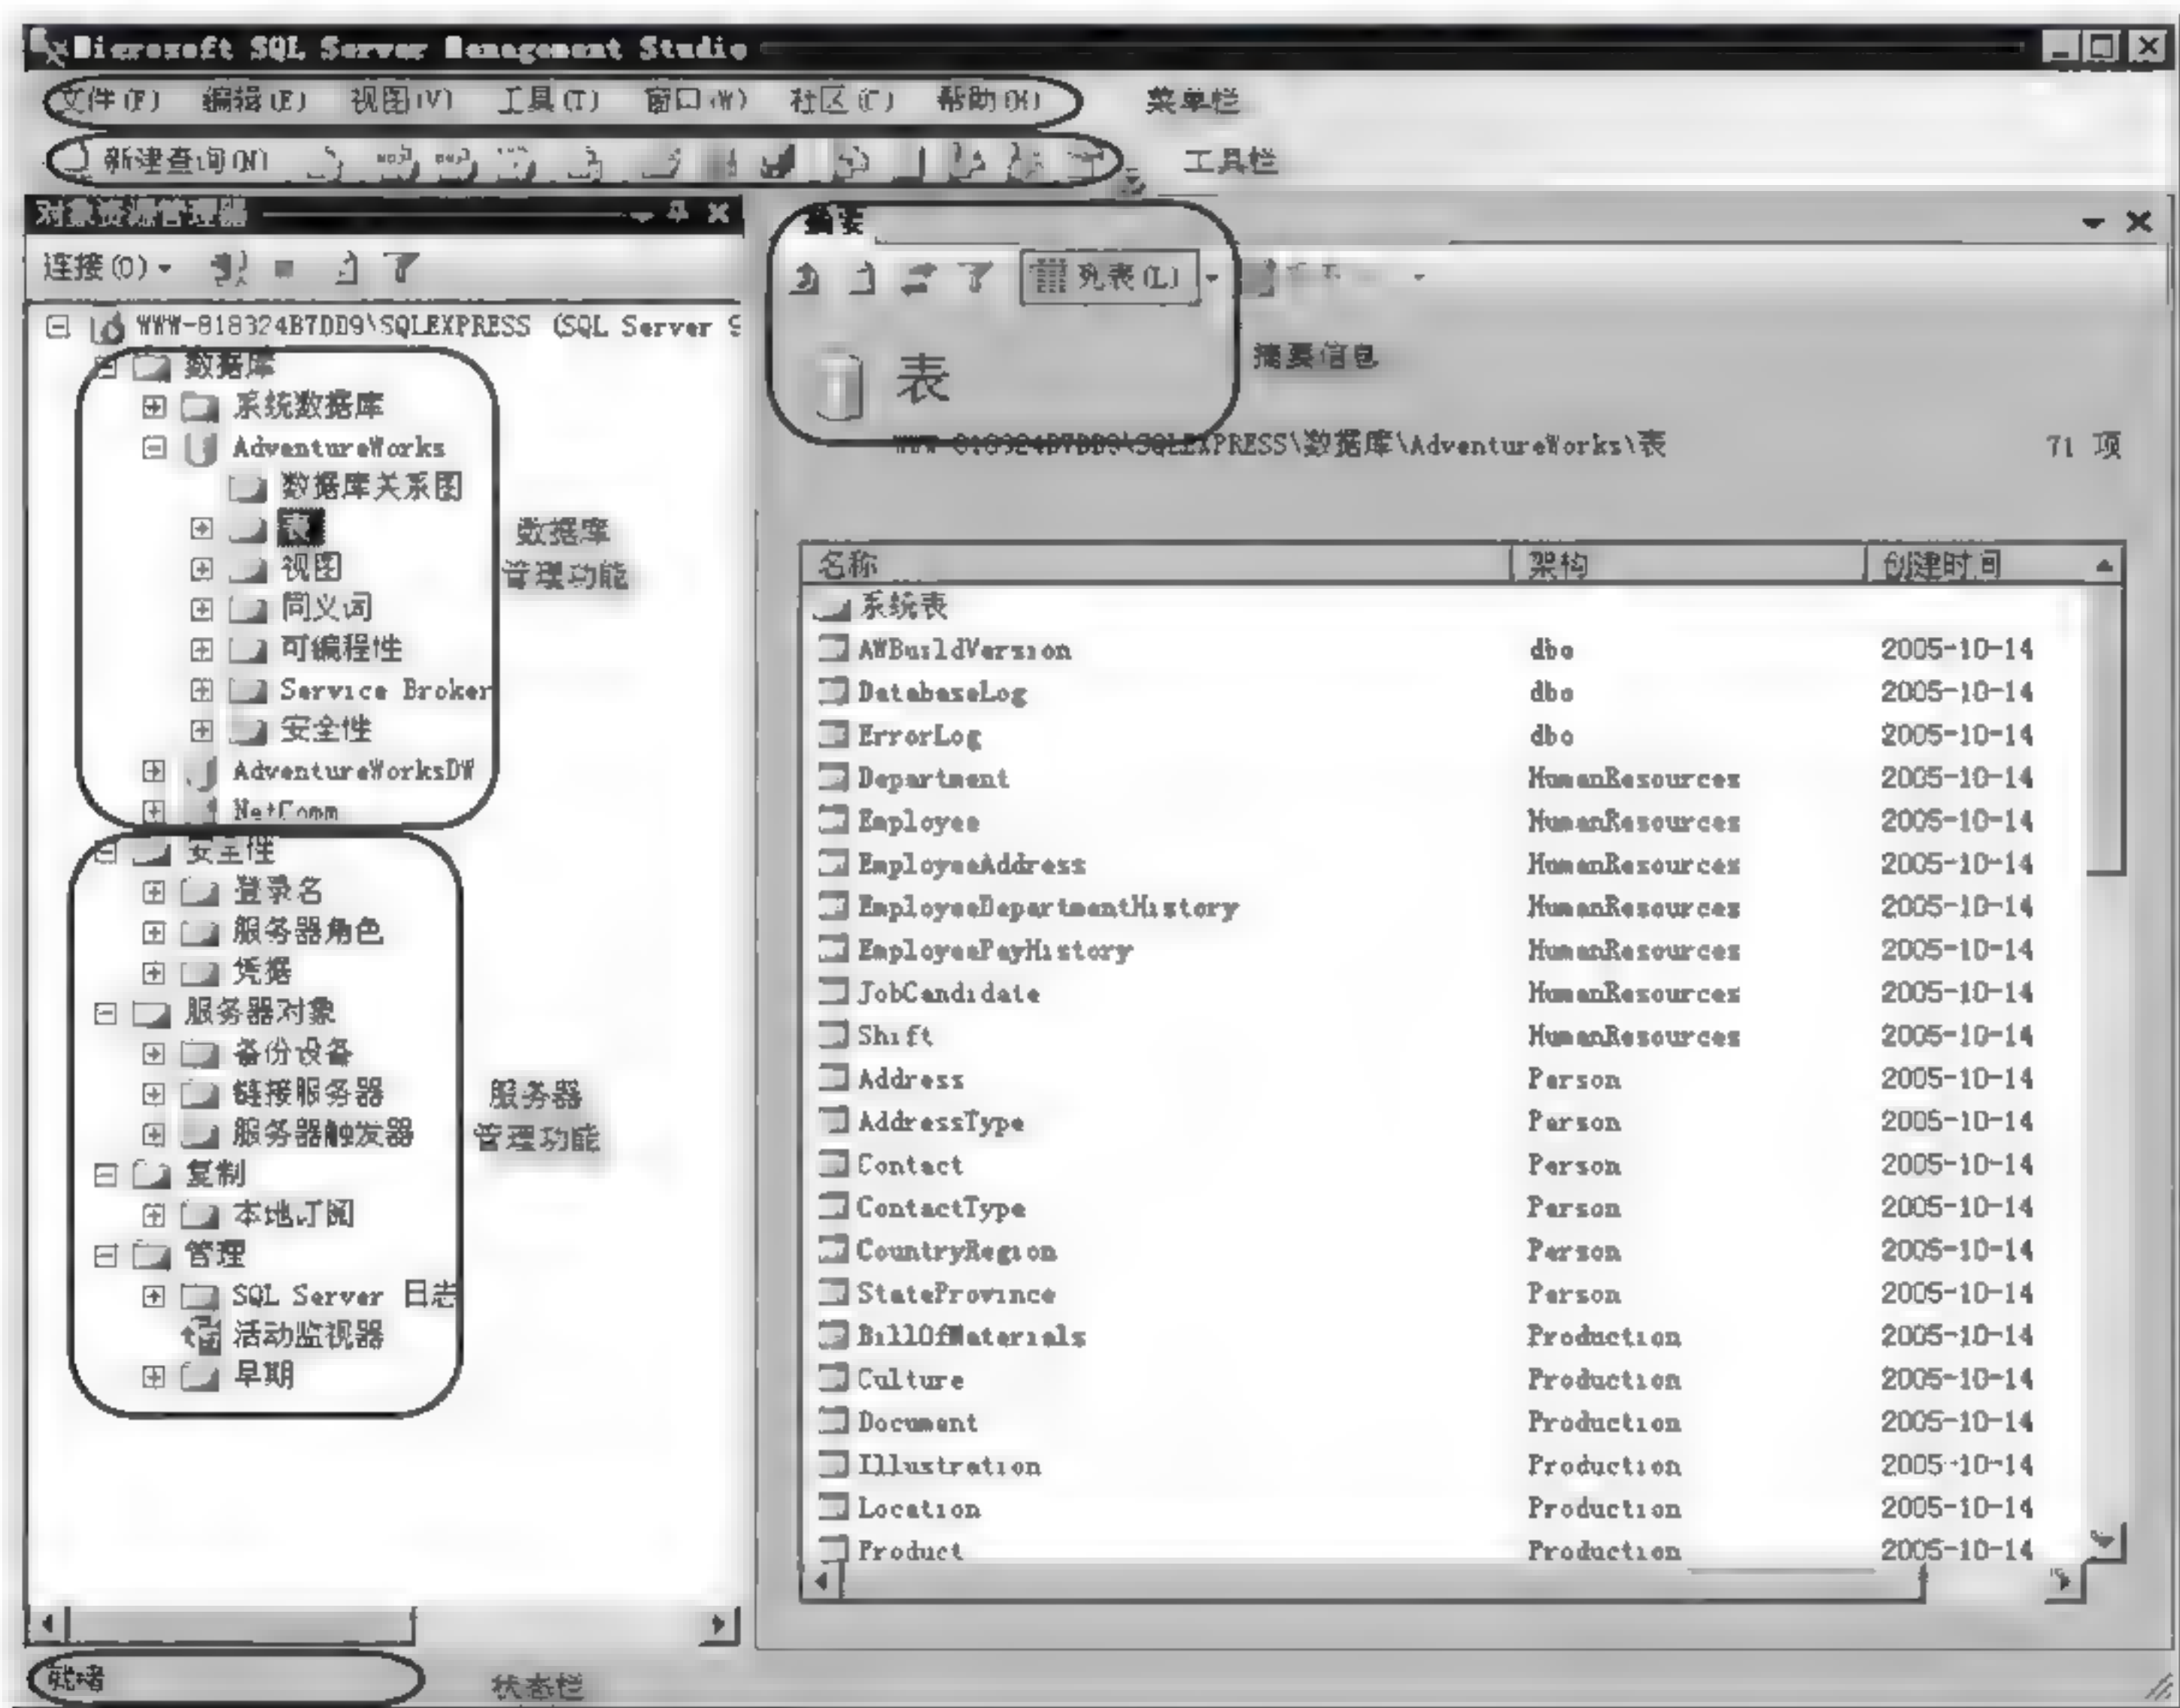 Microsoft SQL Server Management Studio
文件(F) 编辑(E) 视图(V) 工具(T) 窗口(W) 社区(C) 帮助(H) 菜单栏
新建查询(N) 工具栏
对象资源管理器
连接(O)
WWW-818324B7DD9\SQLEXPRESS (SQL Server 9
数据库
系统数据库
AdventureWorks
数据库关系图
表
视图
同义词
可编程性
Service Broker
安全性
AdventureWorksDW
NetComm
数据库
管理功能
安全性
登录名
服务器角色
凭据
服务器对象
备份设备
链接服务器
服务器触发器
复制
本地订阅
管理
SQL Server 日志
活动监视器
早期
服务器
管理功能
摘要
列表(L)
表
摘要信息
WWW-818324B7DD9\SQLEXPRESS\数据库\AdventureWorks\表 71 项
名称 架构 创建时间
系统表
AWBuildVersion dbo 2005-10-14
DatabaseLog dbo 2005-10-14
ErrorLog dbo 2005-10-14
Department HumanResources 2005-10-14
Employee HumanResources 2005-10-14
EmployeeAddress HumanResources 2005-10-14
EmployeeDepartmentHistory HumanResources 2005-10-14
EmployeePayHistory HumanResources 2005-10-14
JobCandidate HumanResources 2005-10-14
Shift HumanResources 2005-10-14
Address Person 2005-10-14
AddressType Person 2005-10-14
Contact Person 2005-10-14
ContactType Person 2005-10-14
CountryRegion Person 2005-10-14
StateProvince Person 2005-10-14
BillOfMaterials Production 2005-10-14
Culture Production 2005-10-14
Document Production 2005-10-14
Illustration Production 2005-10-14
Location Production 2005-10-14
Product Production 2005-10-14
就绪 状态栏